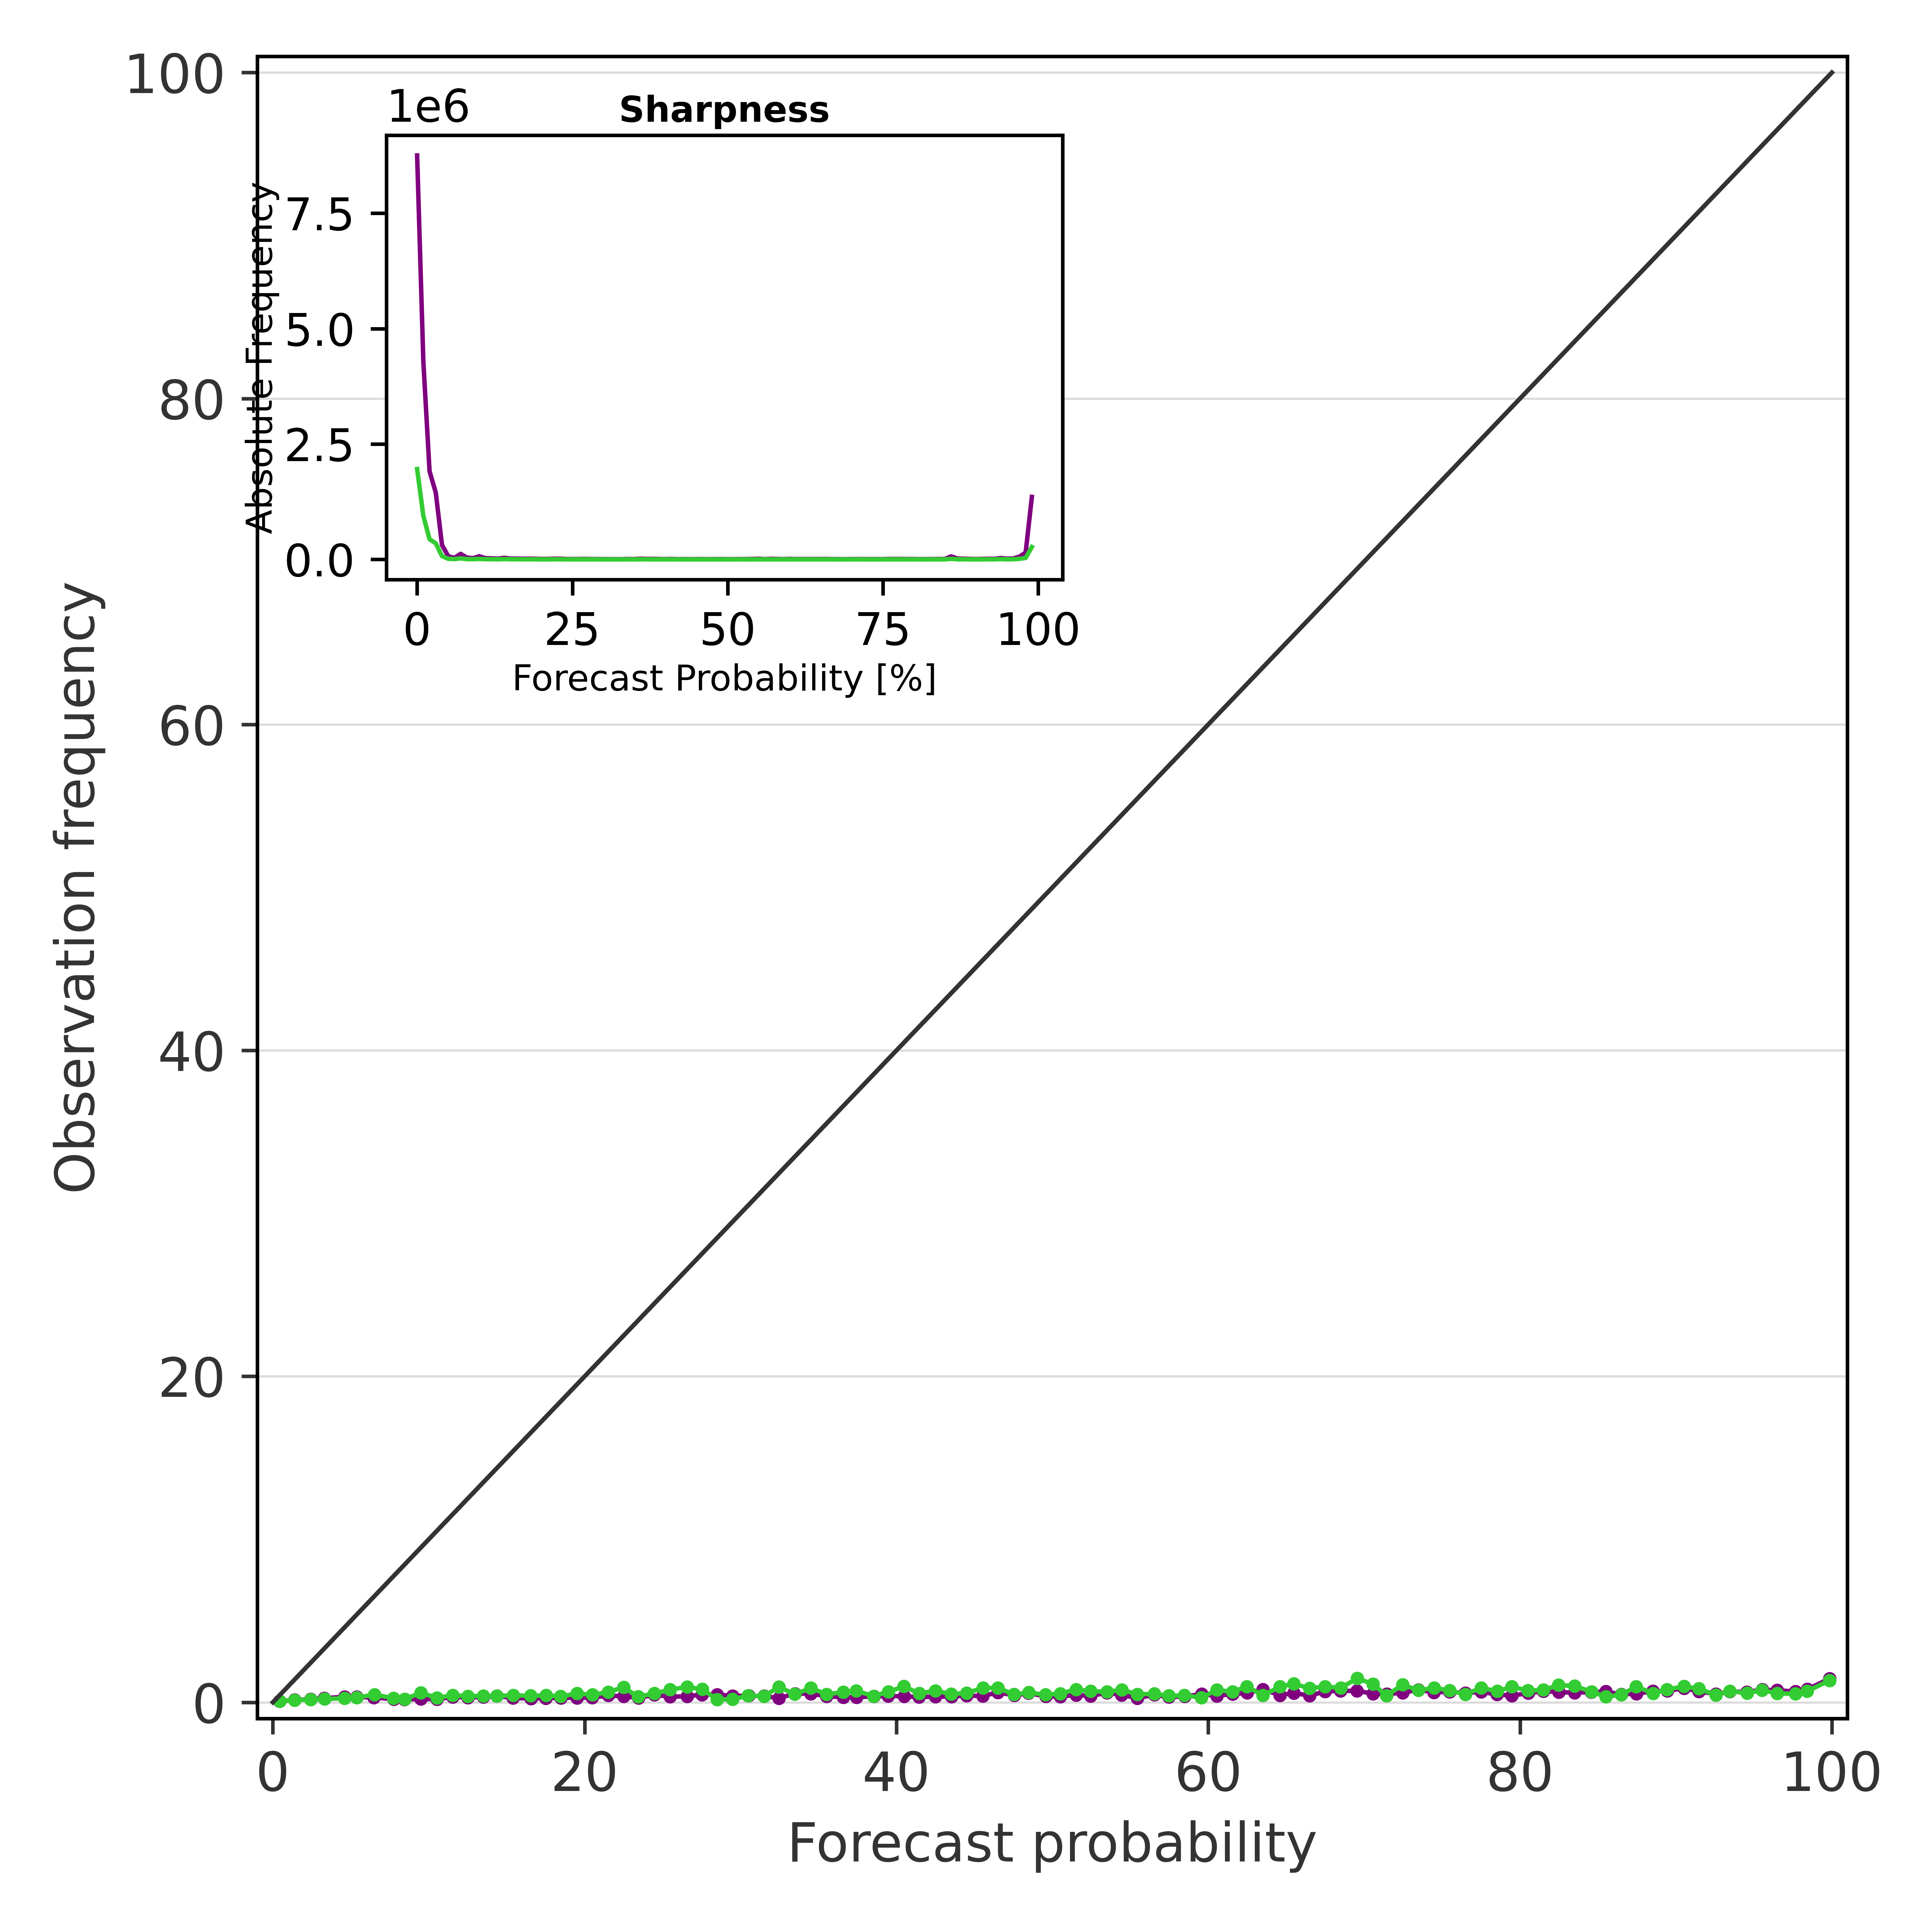 100
1e6
Sharpness
7.5
5.0
2.5
0.0
Absolute Frequency
0 25 50 75 100
Forecast Probability [%]
80
60
40
20
0
Observation frequency
0 20 40 60 80 100
Forecast probability